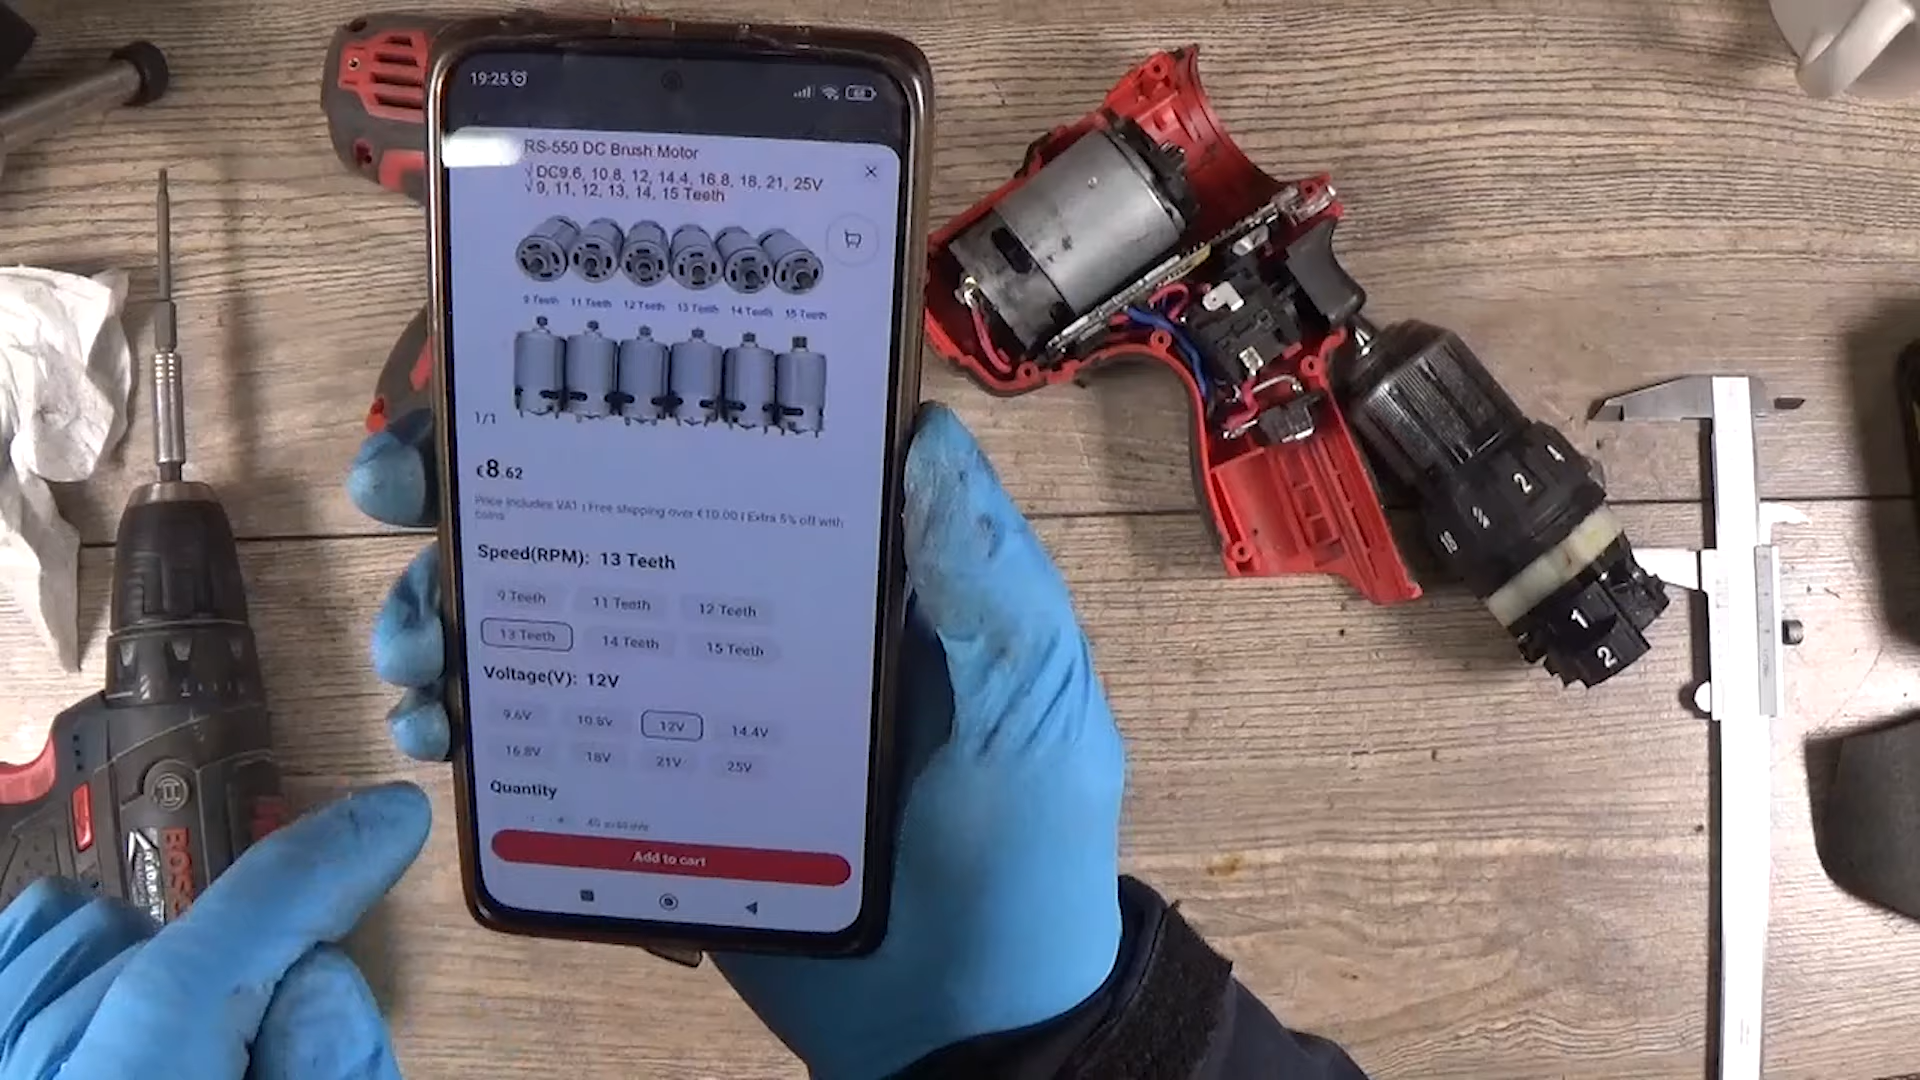 19:25
68
RS-550 DC Brush Motor
√ DC9.6, 10.8, 12, 14.4, 16.8, 18, 21, 25V
√ 9, 11, 12, 13, 14, 15 Teeth
9 Teeth 11 Teeth 12 Teeth 13 Teeth 14 Teeth 15 Teeth
1/1
€8.62
Price includes VAT | Free shipping over €10.00 | Extra 5% off with
coins
Speed(RPM): 13 Teeth
9 Teeth 11 Teeth 12 Teeth
13 Teeth 14 Teeth 15 Teeth
Voltage(V): 12V
9.6V 10.8V 12V 14.4V
16.8V 18V 21V 25V
Quantity
Add to cart
2 4
1
2